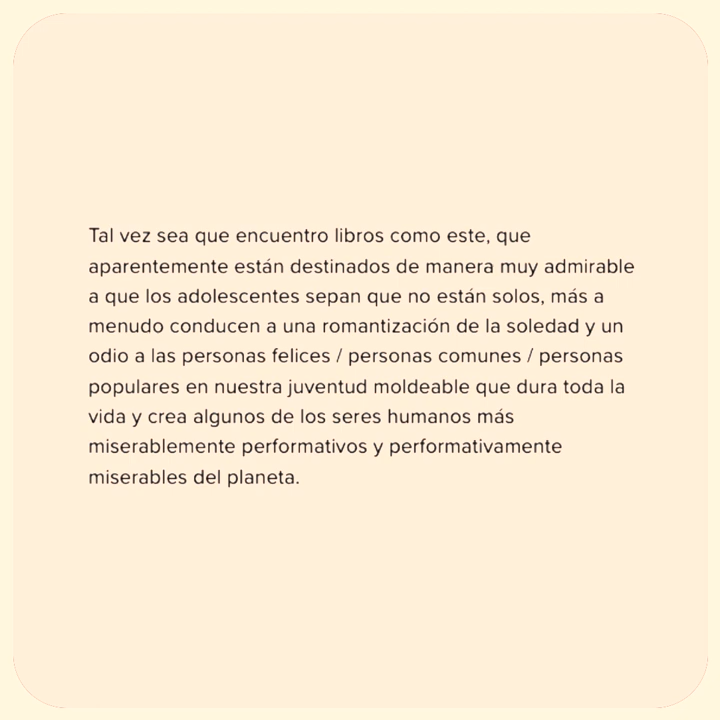 Tal vez sea que encuentro libros como este, que
aparentemente están destinados de manera muy admirable
a que los adolescentes sepan que no están solos, más a
menudo conducen a una romantización de la soledad y un
odio a las personas felices / personas comunes / personas
populares en nuestra juventud moldeable que dura toda la
vida y crea algunos de los seres humanos más
miserablemente performativos y performativamente
miserables del planeta.